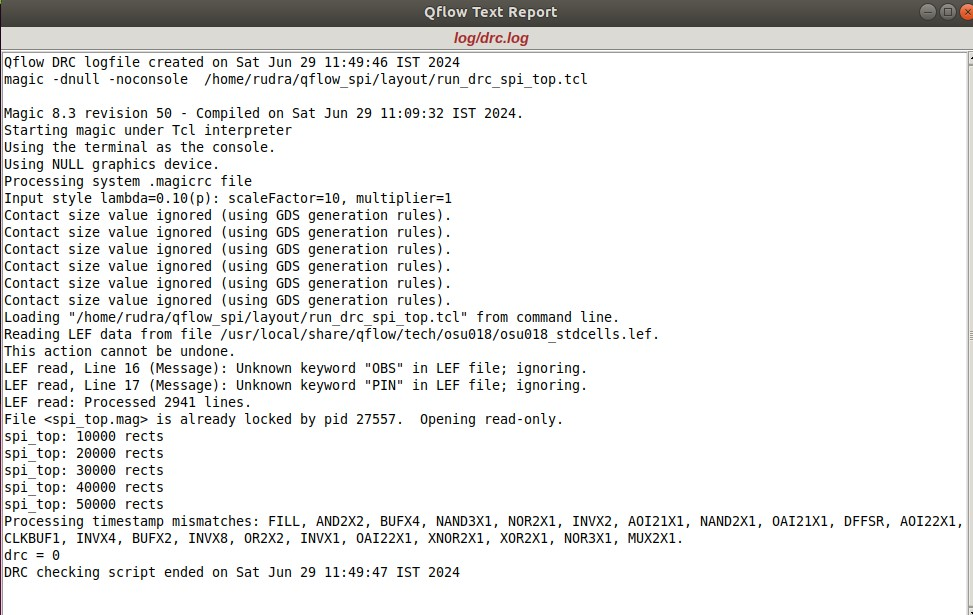 Qflow Text Report
log/drc.log
Qflow DRC logfile created on Sat Jun 29 11:49:46 IST 2024
magic -dnull -noconsole  /home/rudra/qflow_spi/layout/run_drc_spi_top.tcl
Magic 8.3 revision 50 - Compiled on Sat Jun 29 11:09:32 IST 2024.
Starting magic under Tcl interpreter
Using the terminal as the console.
Using NULL graphics device.
Processing system .magicrc file
Input style lambda=0.10(p): scaleFactor=10, multiplier=1
Contact size value ignored (using GDS generation rules).
Contact size value ignored (using GDS generation rules).
Contact size value ignored (using GDS generation rules).
Contact size value ignored (using GDS generation rules).
Contact size value ignored (using GDS generation rules).
Contact size value ignored (using GDS generation rules).
Loading "/home/rudra/qflow_spi/layout/run_drc_spi_top.tcl" from command line.
Reading LEF data from file /usr/local/share/qflow/tech/osu018/osu018_stdcells.lef.
This action cannot be undone.
LEF read, Line 16 (Message): Unknown keyword "OBS" in LEF file; ignoring.
LEF read, Line 17 (Message): Unknown keyword "PIN" in LEF file; ignoring.
LEF read: Processed 2941 lines.
File <spi_top.mag> is already locked by pid 27557.  Opening read-only.
spi_top: 10000 rects
spi_top: 20000 rects
spi_top: 30000 rects
spi_top: 40000 rects
spi_top: 50000 rects
Processing timestamp mismatches: FILL, AND2X2, BUFX4, NAND3X1, NOR2X1, INVX2, AOI21X1, NAND2X1, OAI21X1, DFFSR, AOI22X1,
CLKBUF1, INVX4, BUFX2, INVX8, OR2X2, INVX1, OAI22X1, XNOR2X1, XOR2X1, NOR3X1, MUX2X1.
drc = 0
DRC checking script ended on Sat Jun 29 11:49:47 IST 2024